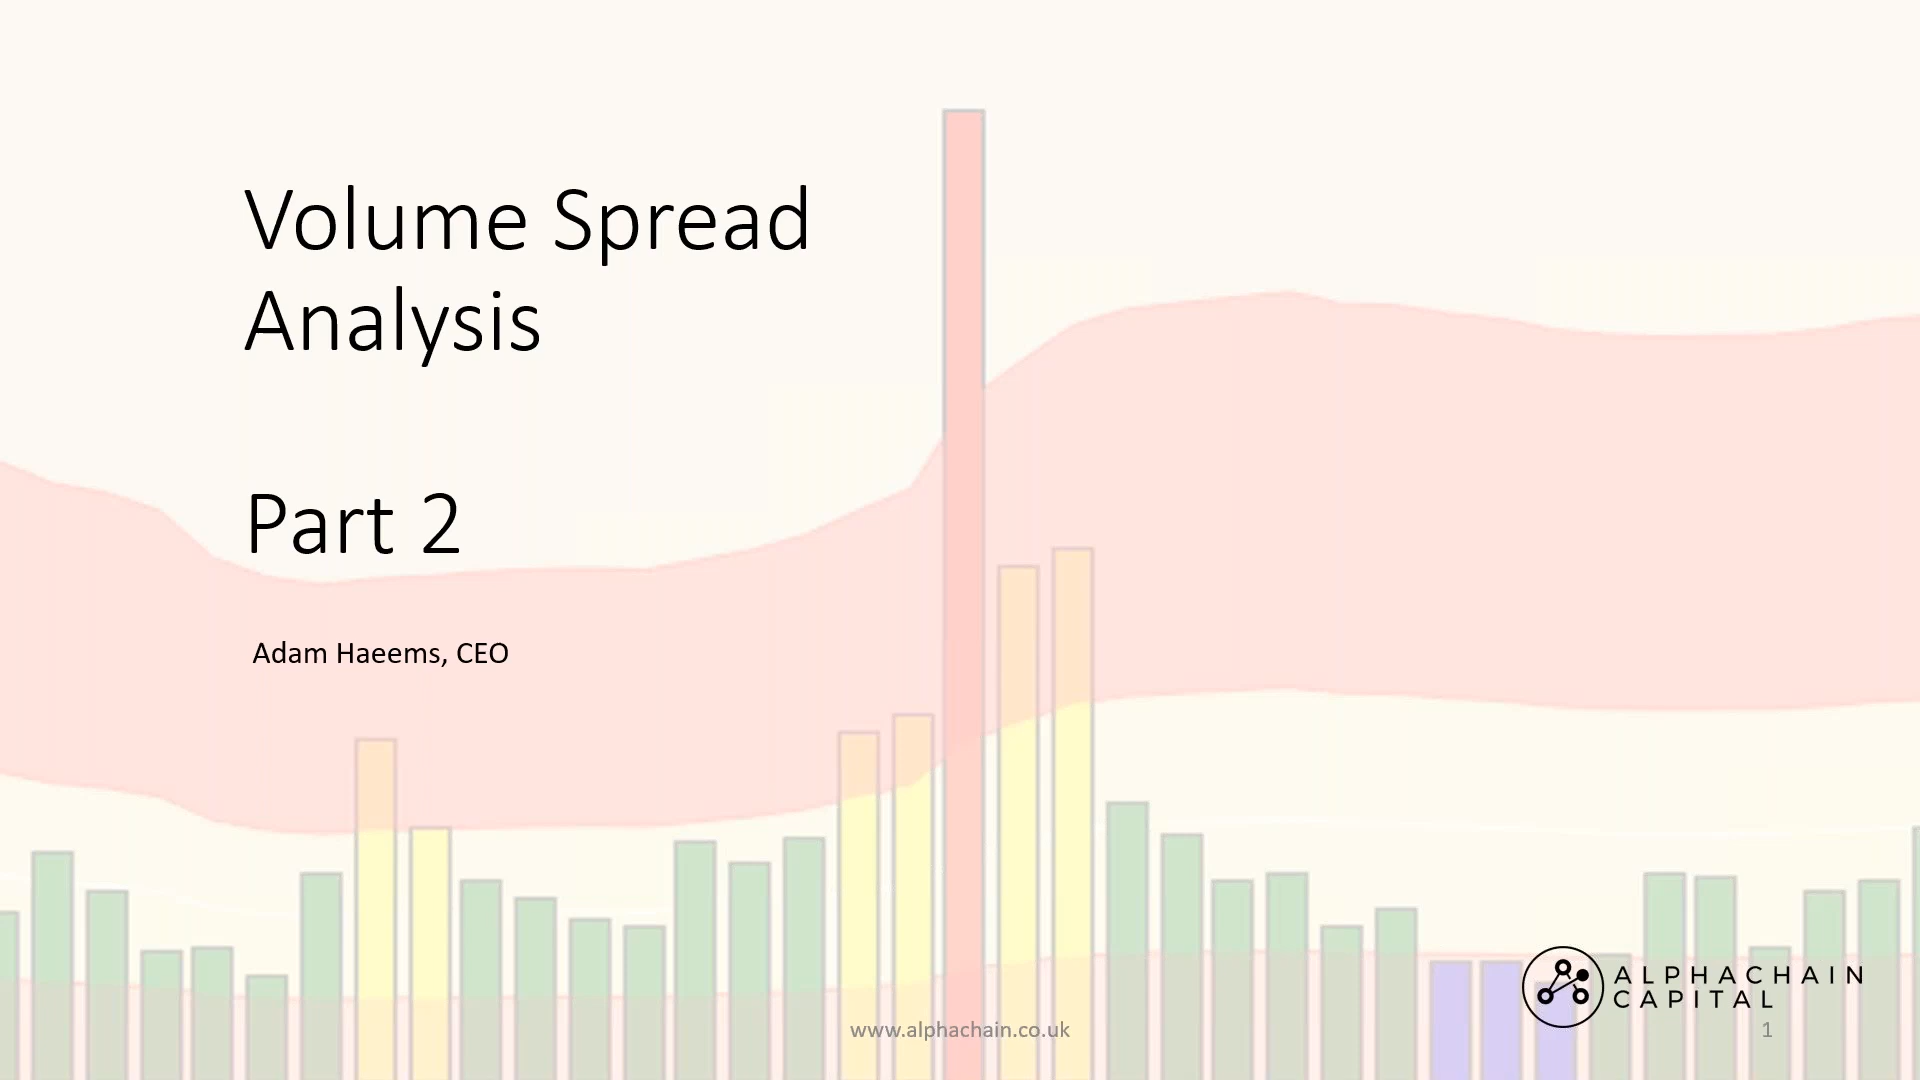 Volume Spread
Analysis
Part 2
Adam Haeems, CEO
ALPHACHAIN
CAPITAL
www.alphachain.co.uk
1